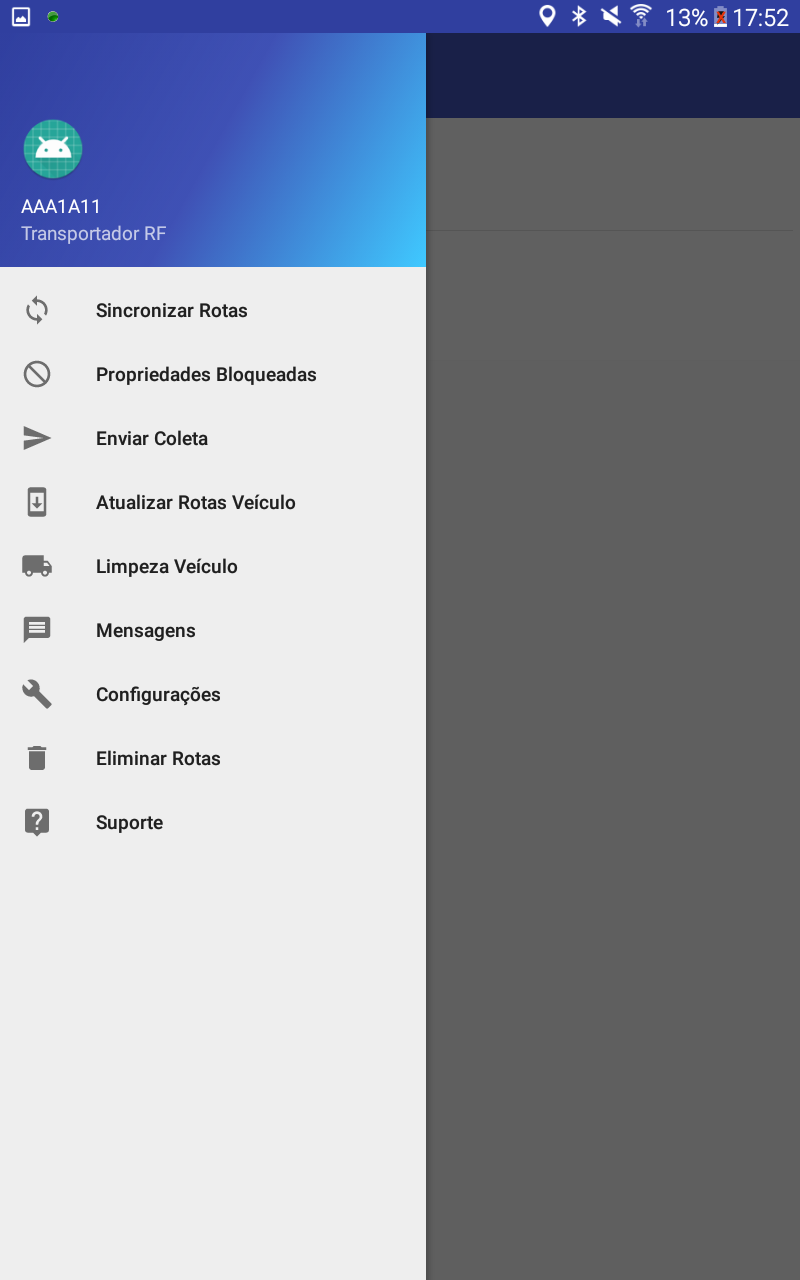 13% 17:52
AAA1A11
Transportador RF
Sincronizar Rotas
Propriedades Bloqueadas
Enviar Coleta
Atualizar Rotas Veículo
Limpeza Veículo
Mensagens
Configurações
Eliminar Rotas
Suporte